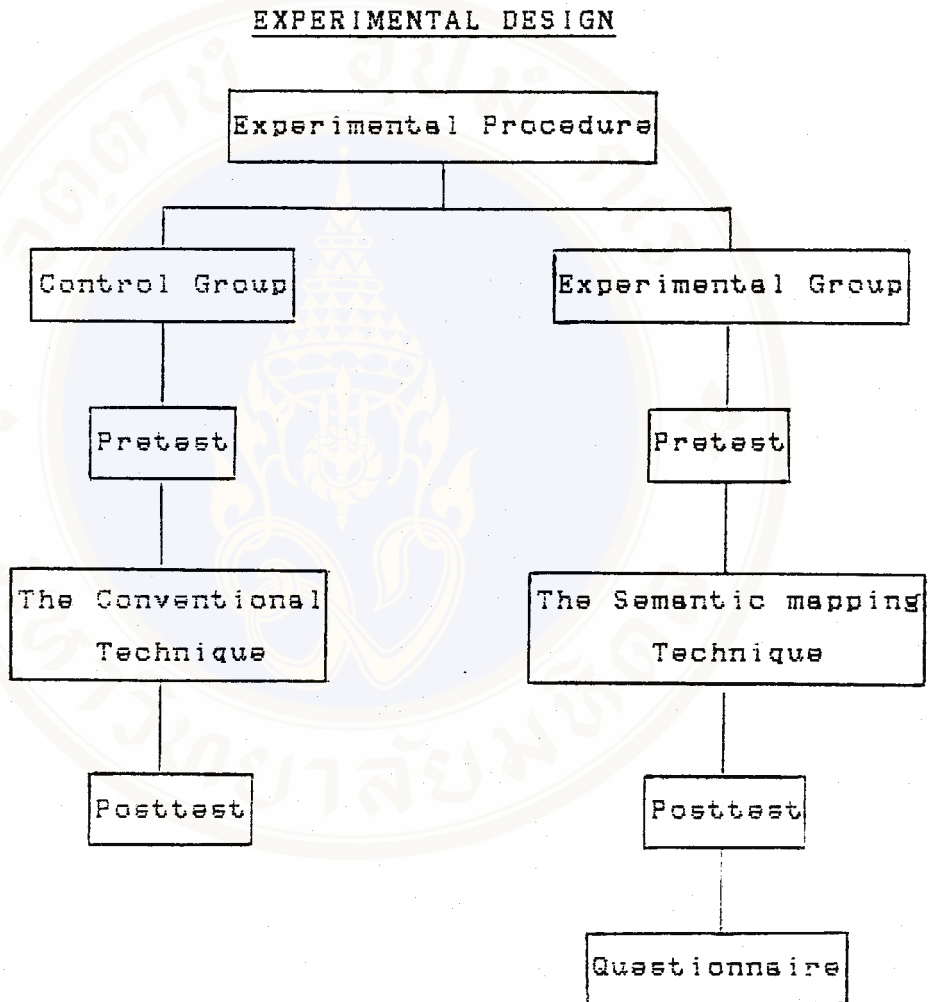 EXPERIMENTAL DESIGN
Experimental Procedure
Control Group
Experimental Group
Pretest
Pretest
The Conventional
Technique
The Semantic mapping
Technique
Posttest
Posttest
Questionnaire